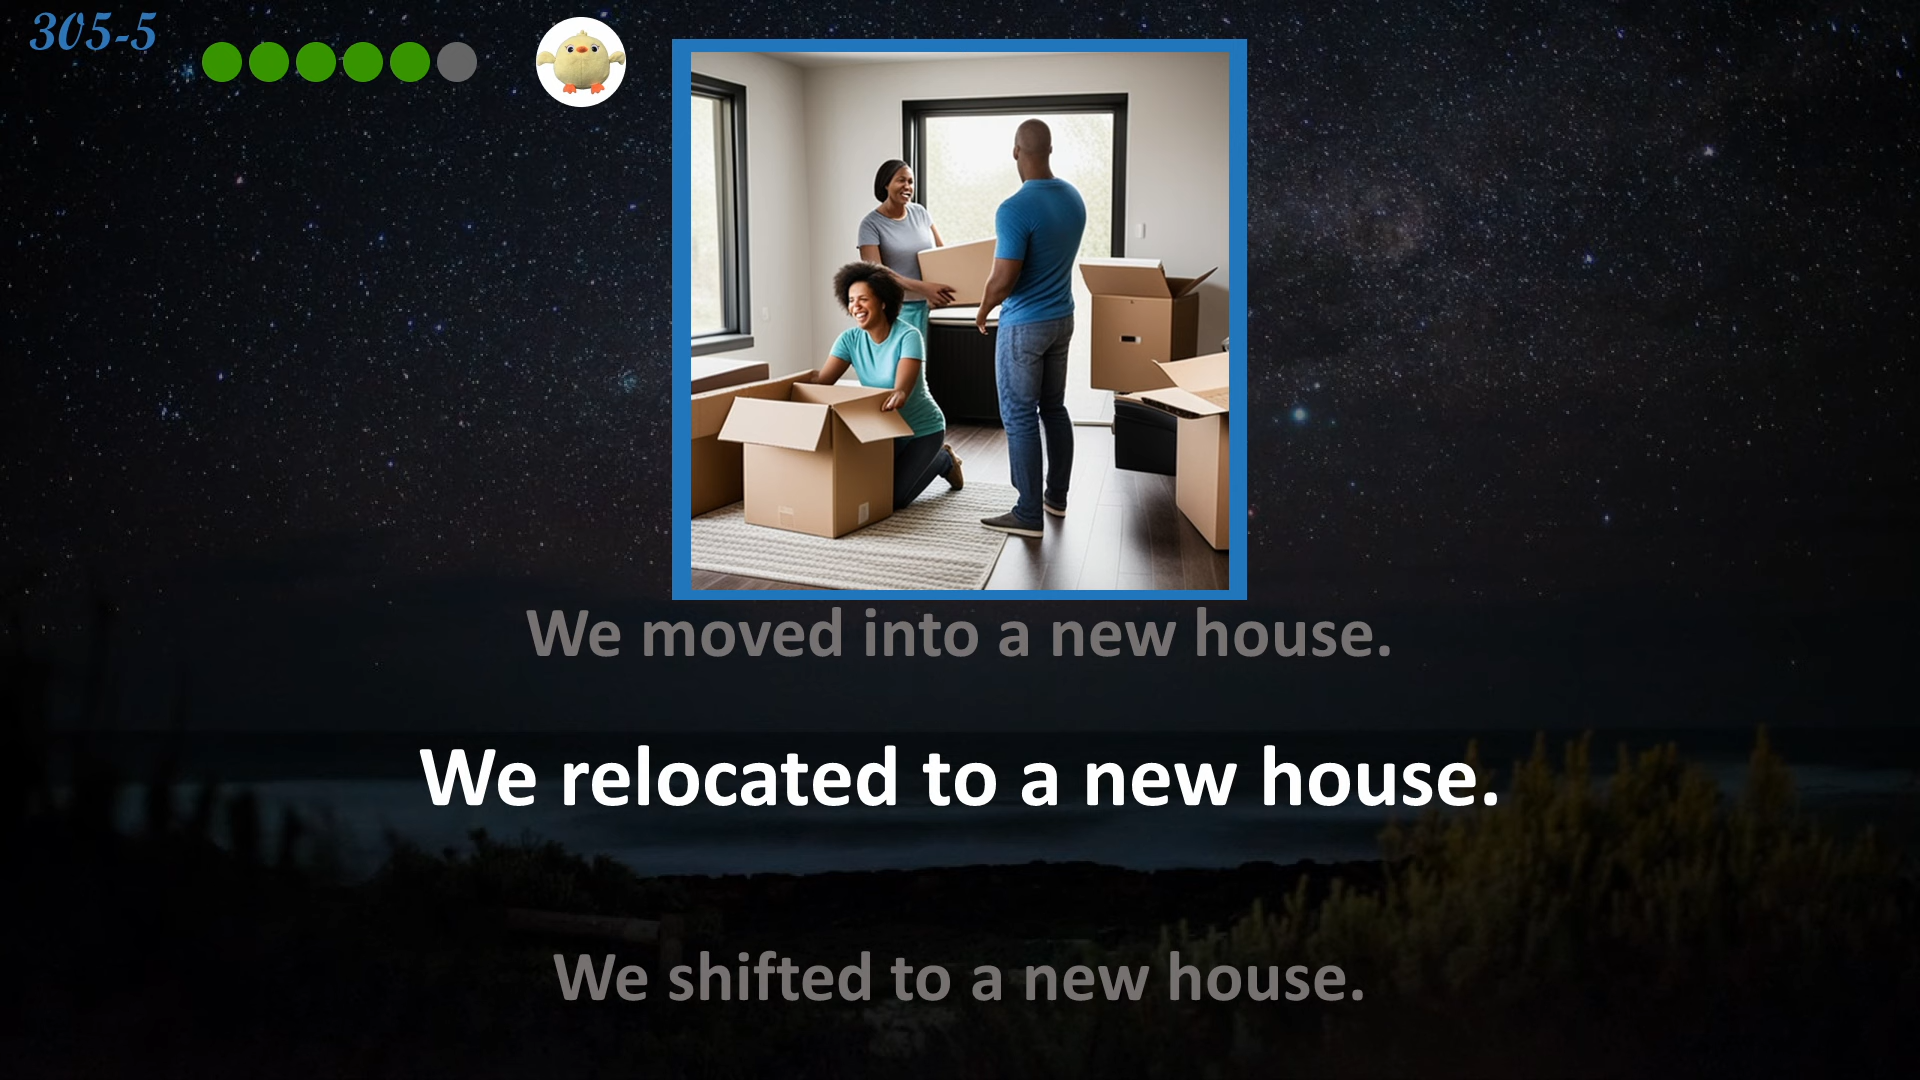 305-5
We moved into a new house.
We relocated to a new house.
We shifted to a new house.